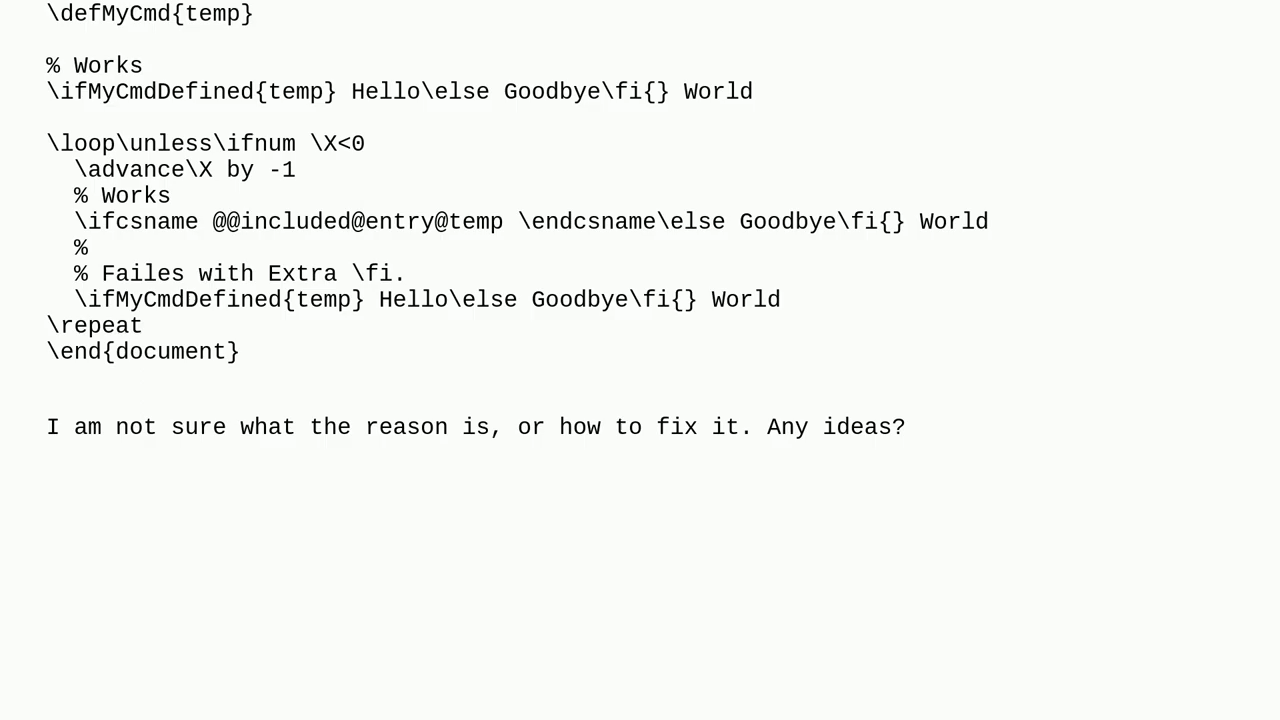 \defMyCmd{temp}
% Works
\ifMyCmdDefined{temp} Hello\else Goodbye\fi{} World
\loop\unless\ifnum \X<0
\advance\X by -1
% Works
\ifcsname @@included@entry@temp \endcsname\else Goodbye\fi{} World
%
% Failes with Extra \fi.
\ifMyCmdDefined{temp} Hello\else Goodbye\fi{} World
\repeat
\end{document}
I am not sure what the reason is, or how to fix it. Any ideas?